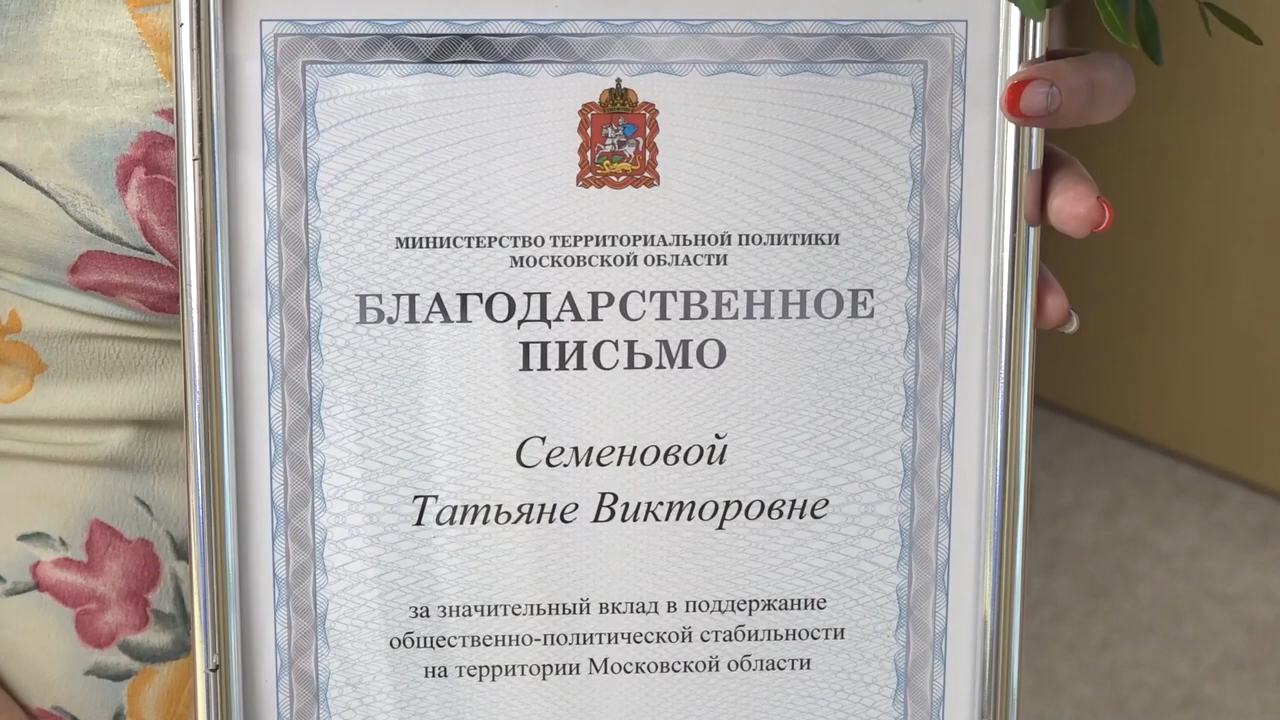 МИНИСТЕРСТВО ТЕРРИТОРИАЛЬНОЙ ПОЛИТИКИ
МОСКОВСКОЙ ОБЛАСТИ
БЛАГОДАРСТВЕННОЕ
ПИСЬМО
Семеновой
Татьяне Викторовне
за значительный вклад в поддержание
общественно-политической стабильности
на территории Московской области